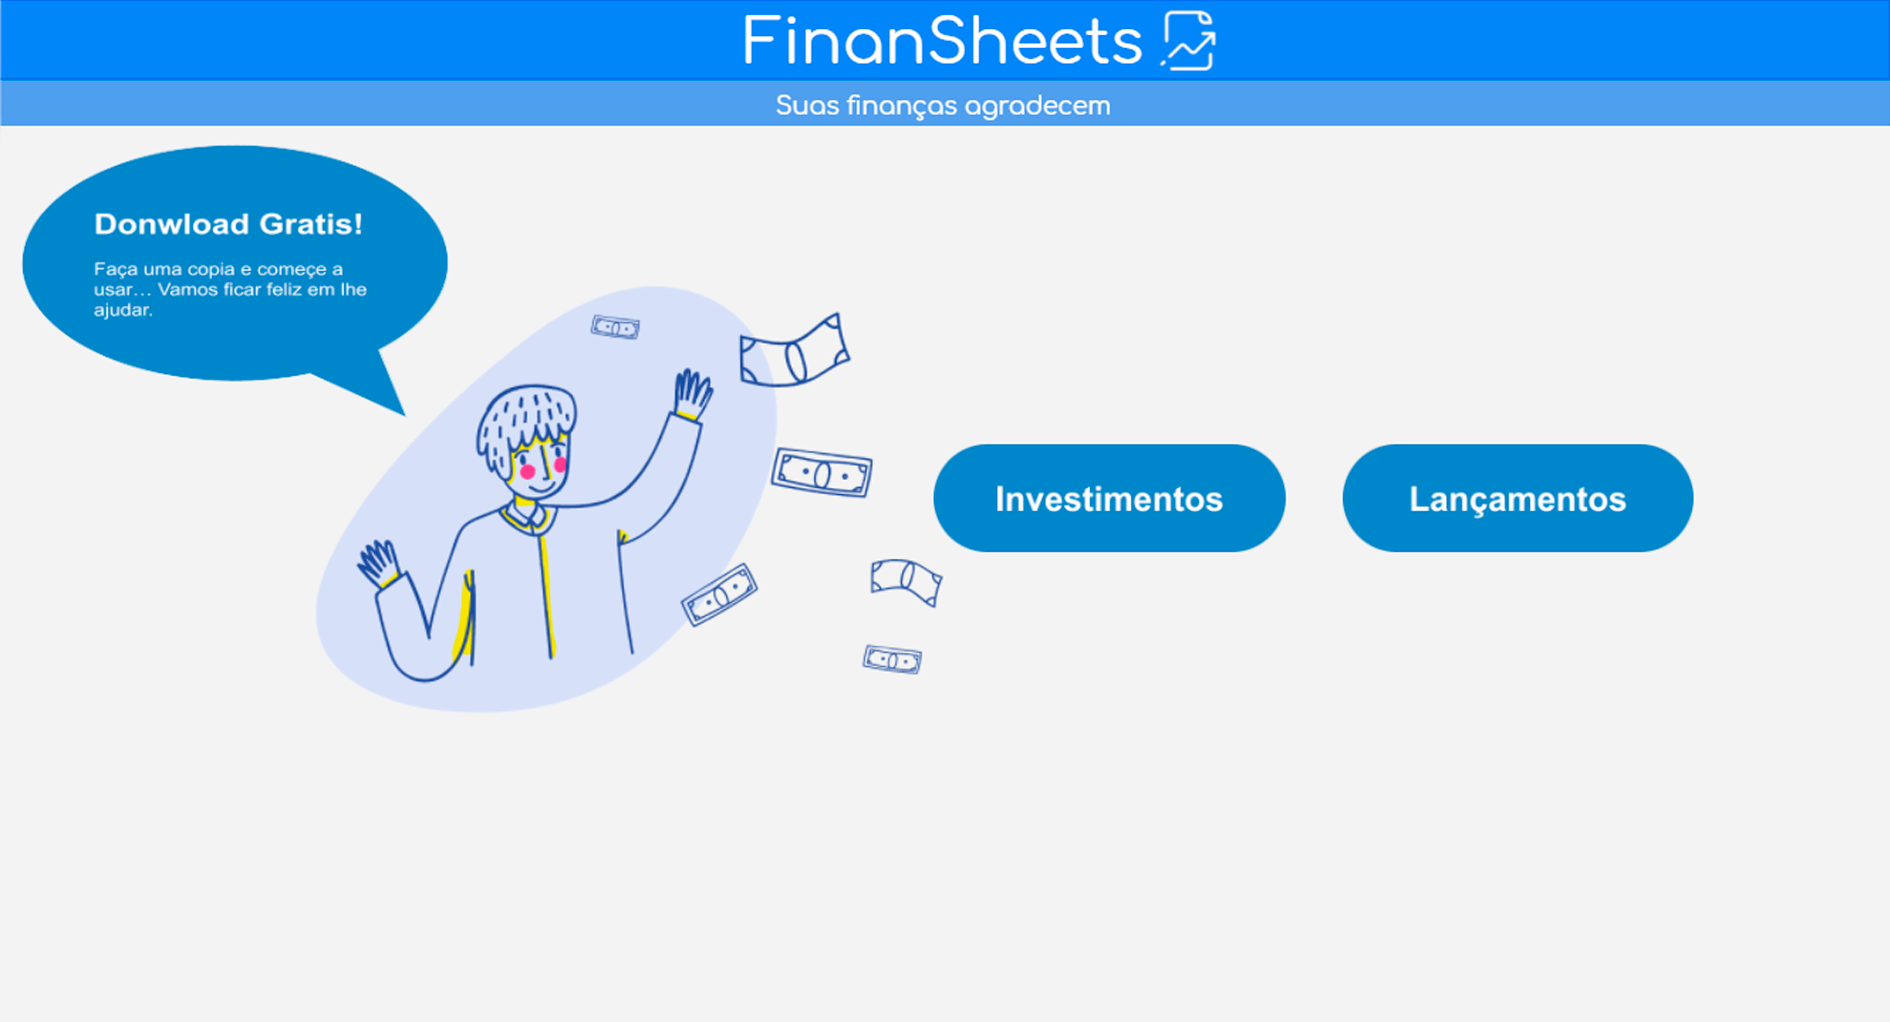 FinanSheets
Suas finanças agradecem
Donwload Gratis!
Faça uma copia e começe a
usar... Vamos ficar feliz em lhe
ajudar.
Investimentos
Lançamentos